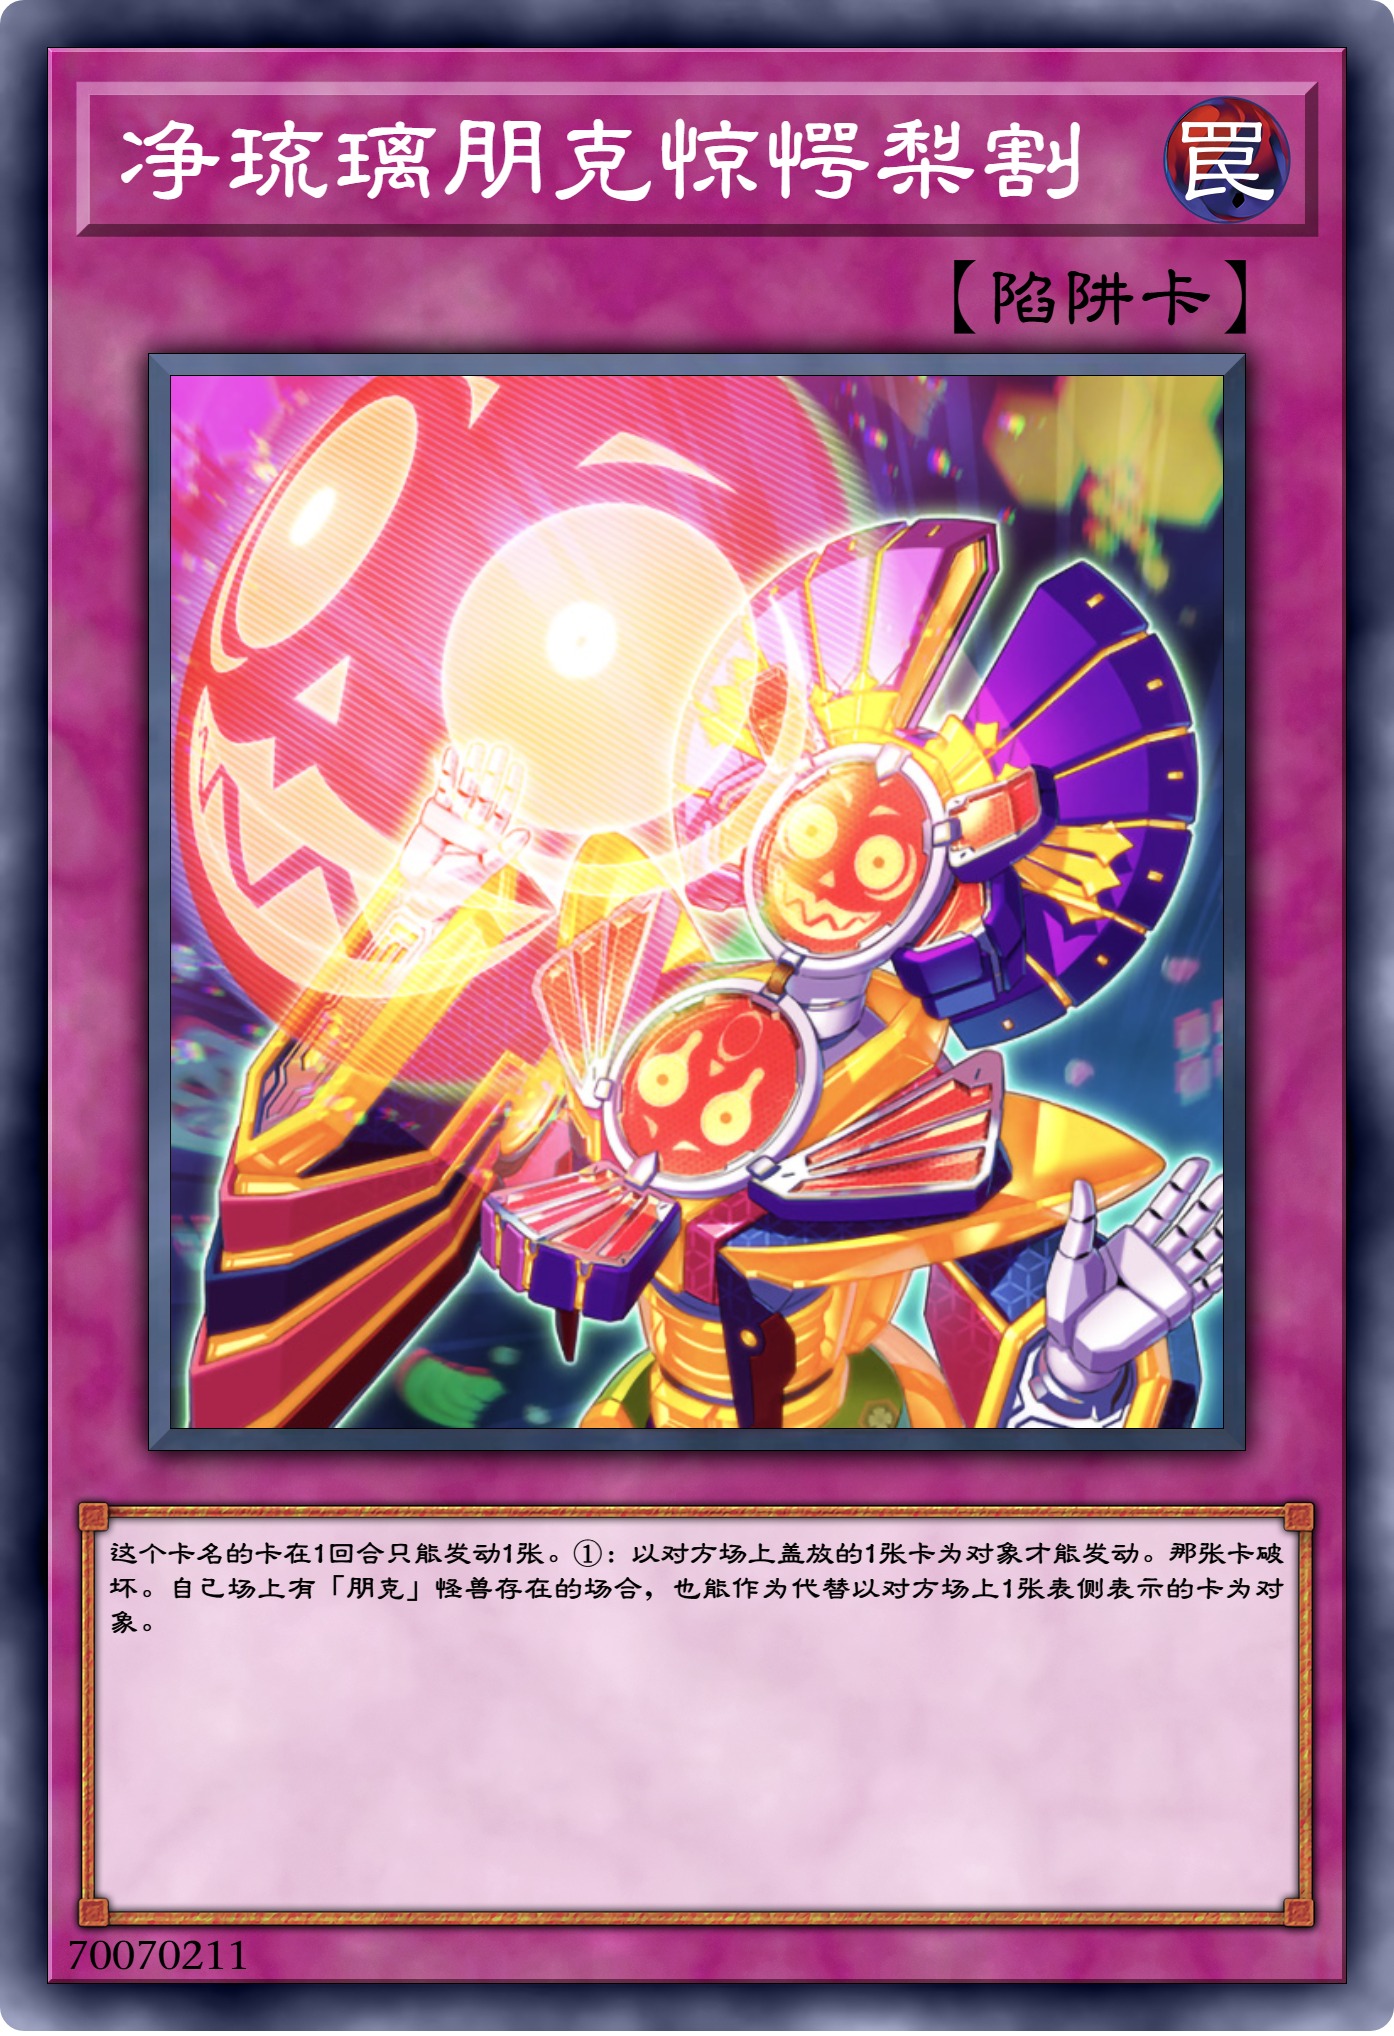 净琉璃朋克惊愕梨割
罠
【陷阱卡】
这个卡名的卡在1回合只能发动1张。①：以对方场上盖放的1张卡为对象才能发动。那张卡破
坏。自己场上有「朋克」怪兽存在的场合，也能作为代替以对方场上1张表侧表示的卡为对
象。
70070211